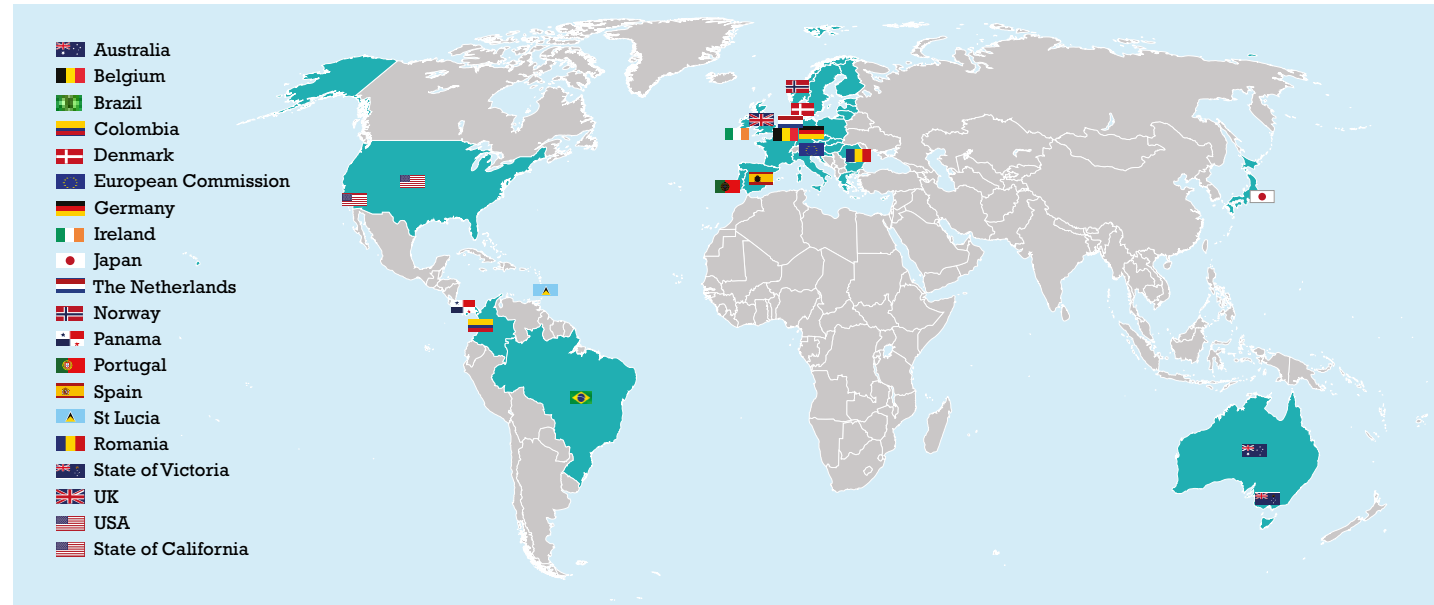 Australia
Belgium
Brazil
Colombia
Denmark
European Commission
Germany
Ireland
Japan
The Netherlands
Norway
Panama
Portugal
Spain
St Lucia
Romania
State of Victoria
UK
USA
State of California